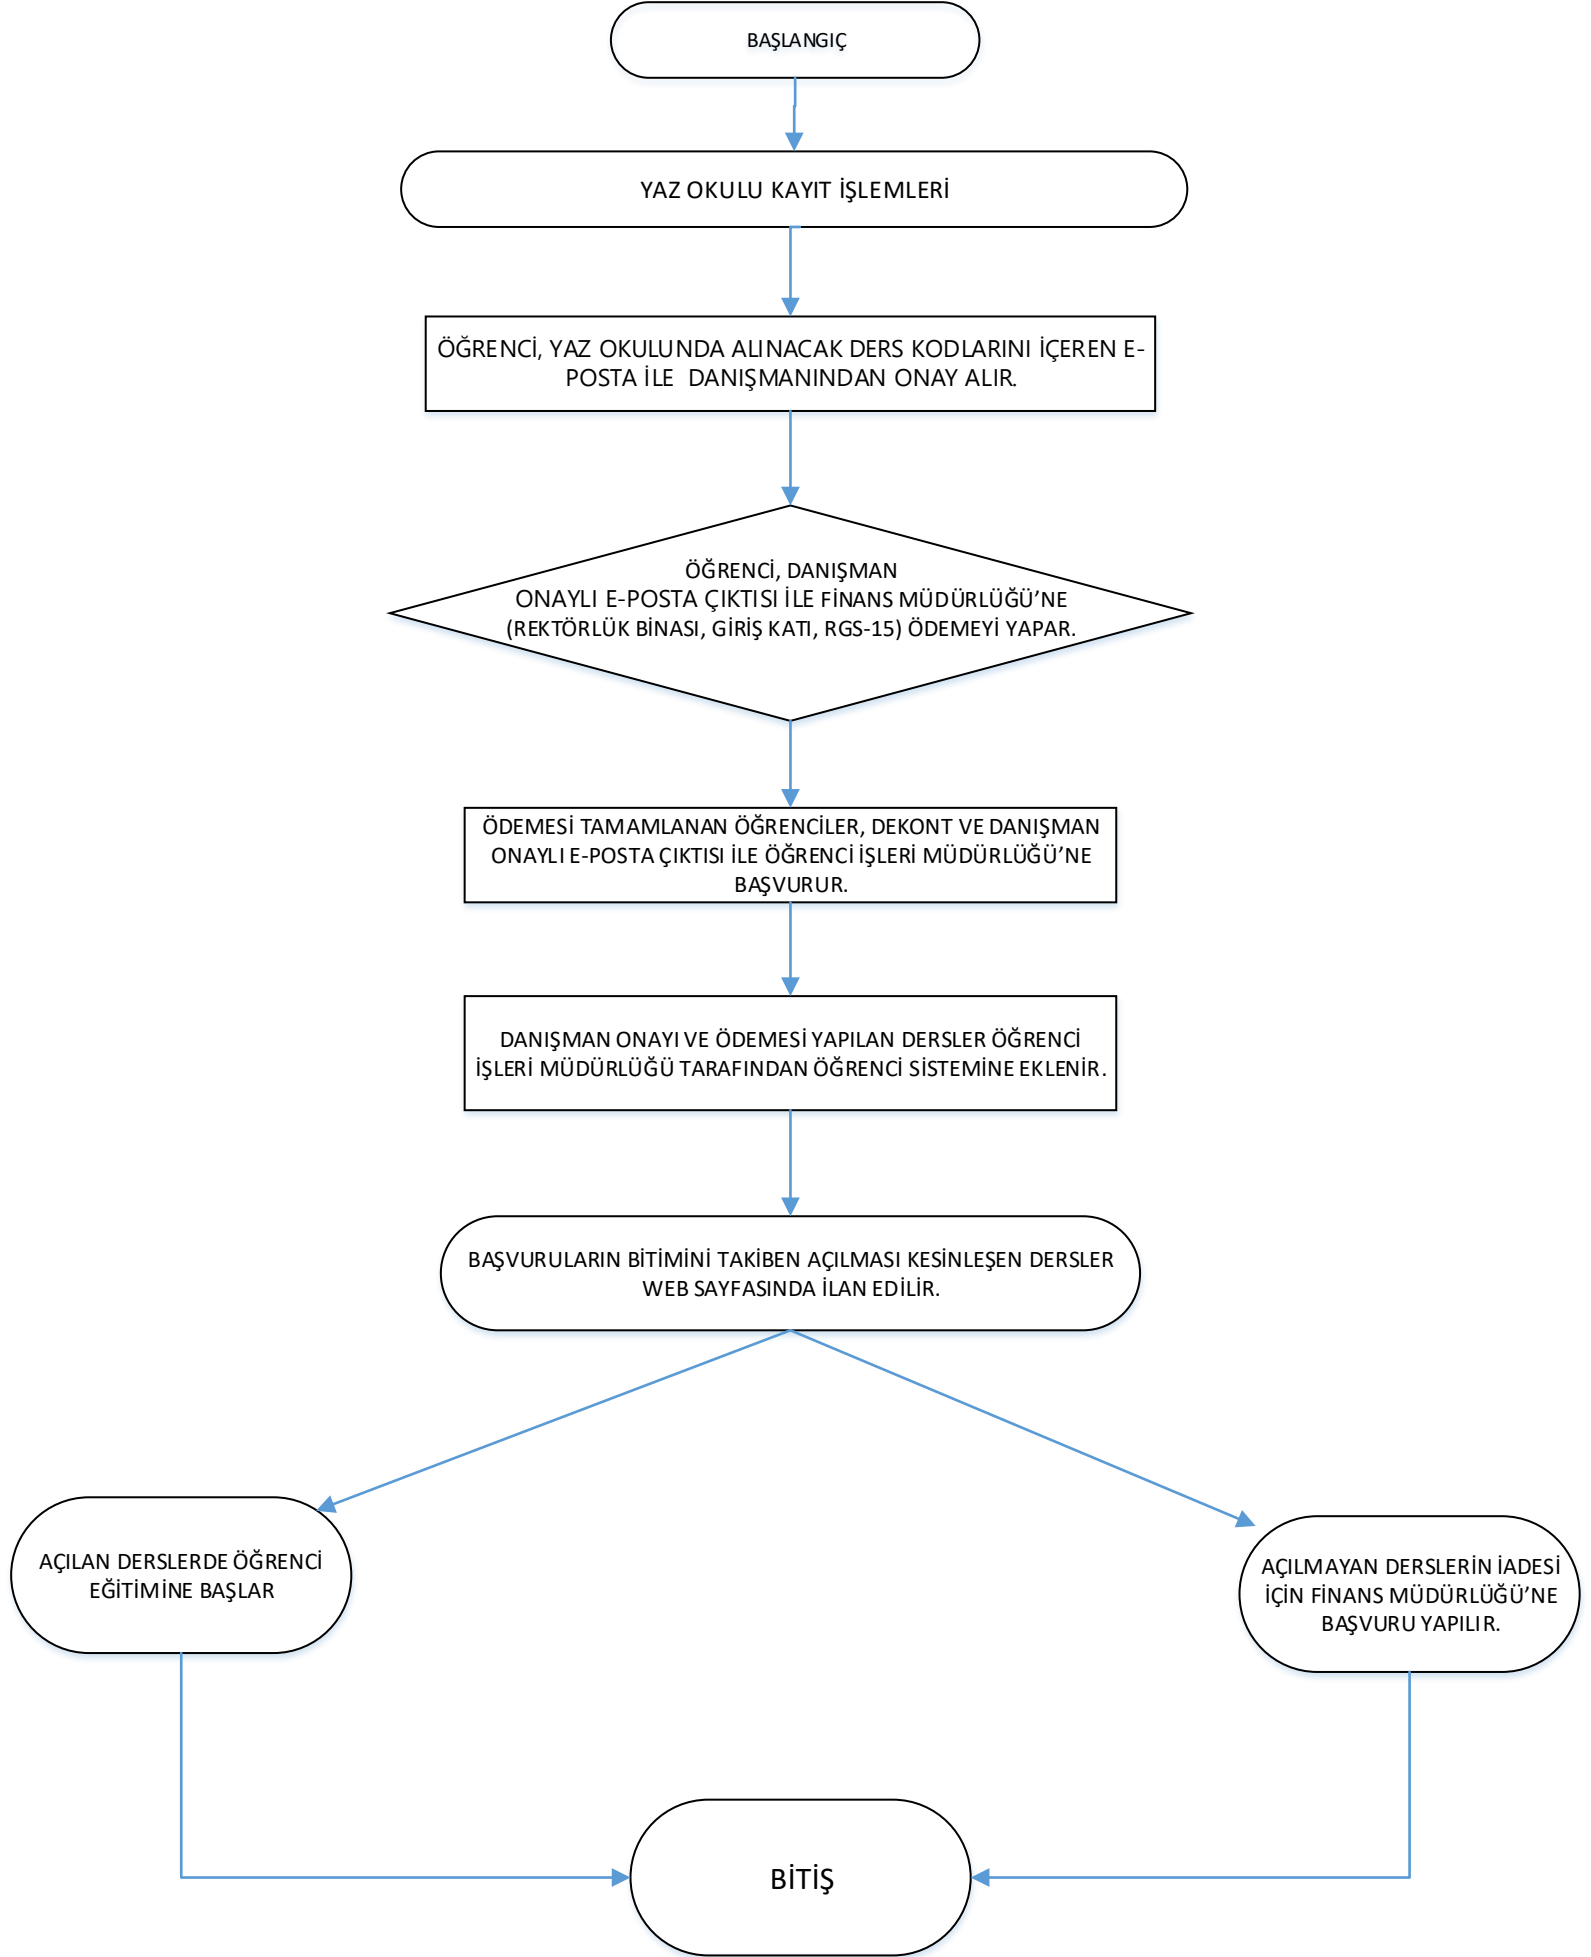 BAŞLANGIÇ
YAZ OKULU KAYIT İŞLEMLERİ
ÖĞRENCİ, YAZ OKULUNDA ALINACAK DERS KODLARINI İÇEREN E-
POSTA İLE DANIŞMANINDAN ONAY ALIR.
ÖĞRENCİ, DANIŞMAN
ONAYLI E-POSTA ÇIKTISI İLE FİNANS MÜDÜRLÜĞÜ’NE
(REKTÖRLÜK BİNASI, GİRİŞ KATI, RGS-15) ÖDEMEYİ YAPAR.
ÖDEMESİ TAMAMLANAN ÖĞRENCİLER, DEKONT VE DANIŞMAN
ONAYLI E-POSTA ÇIKTISI İLE ÖĞRENCİ İŞLERİ MÜDÜRLÜĞÜ’NE
BAŞVURUR.
DANIŞMAN ONAYI VE ÖDEMESİ YAPILAN DERSLER ÖĞRENCİ
İŞLERİ MÜDÜRLÜĞÜ TARAFINDAN ÖĞRENCİ SİSTEMİNE EKLENİR.
BAŞVURULARIN BİTİMİNİ TAKİBEN AÇILMASI KESİNLEŞEN DERSLER
WEB SAYFASINDA İLAN EDİLİR.
AÇILAN DERSLERDE ÖĞRENCİ
EĞİTİMİNE BAŞLAR
AÇILMAYAN DERSLERİN İADESİ
İÇİN FİNANS MÜDÜRLÜĞÜ’NE
BAŞVURU YAPILIR.
BİTİŞ